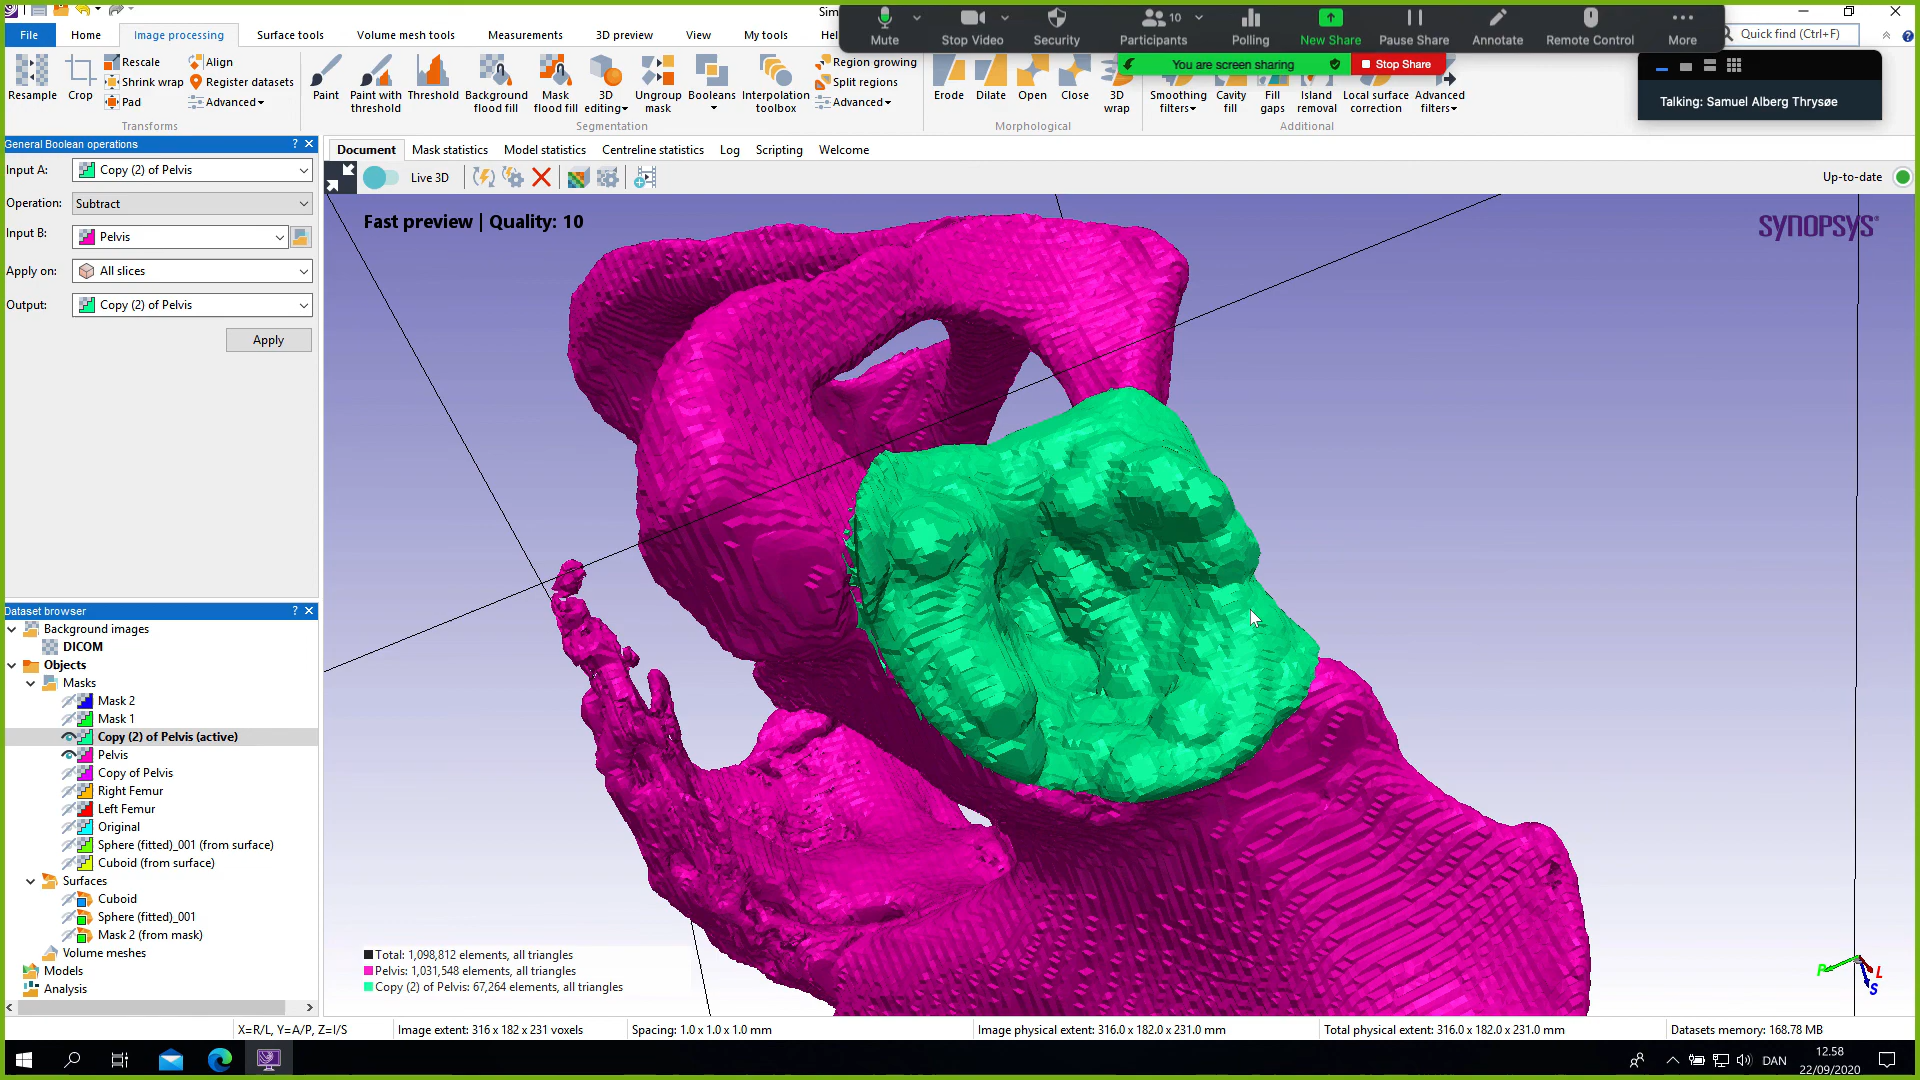 Sim
Mute
Stop Video
Security
10
Participants
Polling
New Share
Pause Share
Annotate
Remote Control
More
You are screen sharing
Stop Share
Talking: Samuel Alberg Thrysøe
File
Home
Image processing
Surface tools
Volume mesh tools
Measurements
3D preview
View
My tools
Hel
Quick find (Ctrl+F)
Resample
Crop
Rescale
Shrink wrap
Pad
Align
Register datasets
Advanced
Transforms
Paint
Paint with threshold
Threshold
Background flood fill
Mask flood fill
3D editing
Ungroup mask
Booleans
Interpolation toolbox
Region growing
Split regions
Advanced
Segmentation
Erode
Dilate
Open
Close
3D wrap
Morphological
Smoothing filters
Cavity fill
Fill gaps
Island removal
Local surface correction
Advanced filters
Additional
General Boolean operations
Input A:
Copy (2) of Pelvis
Operation:
Subtract
Input B:
Pelvis
Apply on:
All slices
Output:
Copy (2) of Pelvis
Apply
Document
Mask statistics
Model statistics
Centreline statistics
Log
Scripting
Welcome
Live 3D
Up-to-date
Fast preview | Quality: 10
SYNOPSYS
Dataset browser
Background images
DICOM
Objects
Masks
Mask 2
Mask 1
Copy (2) of Pelvis (active)
Pelvis
Copy of Pelvis
Right Femur
Left Femur
Original
Sphere (fitted)_001 (from surface)
Cuboid (from surface)
Surfaces
Cuboid
Sphere (fitted)_001
Mask 2 (from mask)
Volume meshes
Models
Analysis
Total: 1,098,812 elements, all triangles
Pelvis: 1,031,548 elements, all triangles
Copy (2) of Pelvis: 67,264 elements, all triangles
P
L
S
X=R/L, Y=A/P, Z=I/S
Image extent: 316 x 182 x 231 voxels
Spacing: 1.0 x 1.0 x 1.0 mm
Image physical extent: 316.0 x 182.0 x 231.0 mm
Total physical extent: 316.0 x 182.0 x 231.0 mm
Datasets memory: 168.78 MB
DAN
12.58
22/09/2020